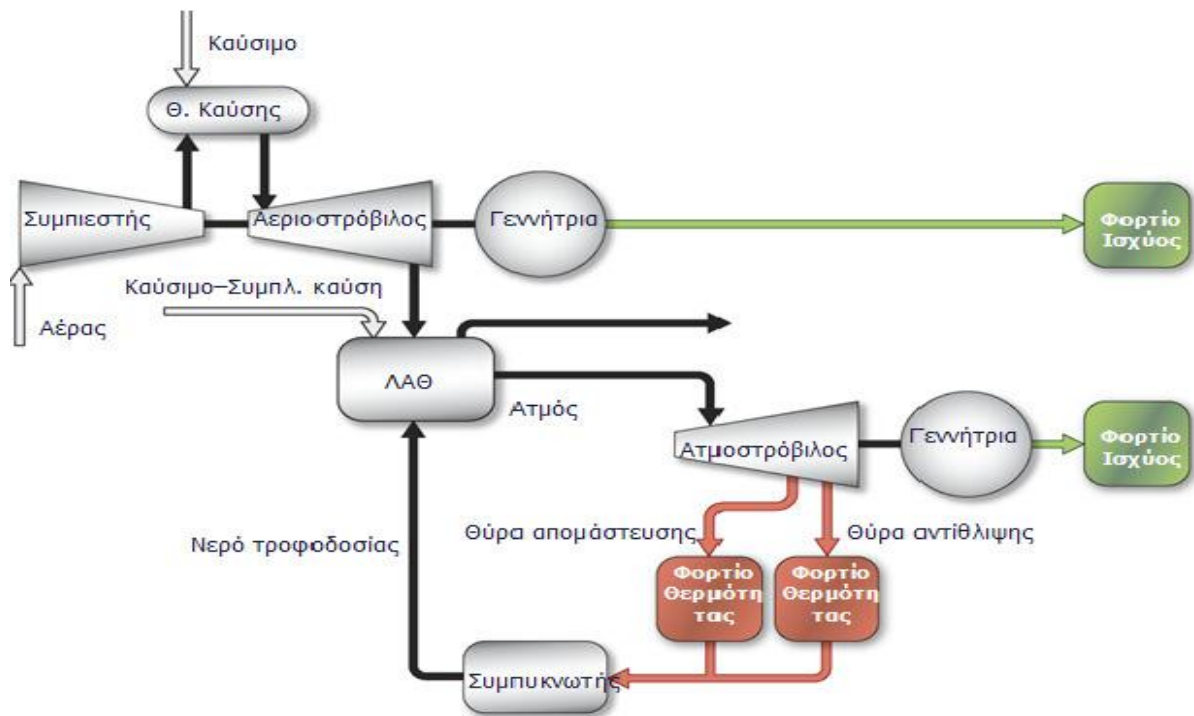 Καύσιμο
Θ. Καύσης
Συμπιεστής
Αεριοστρόβιλος
Γεννήτρια
Φορτίο
Ισχύος
Καύσιμο–Συμπλ. καύση
Αέρας
ΛΑΘ
Ατμός
Ατμοστρόβιλος
Γεννήτρια
Φορτίο
Ισχύος
Νερό τροφοδοσίας
Θύρα απομάστευσης
Θύρα αντίθλιψης
Φορτίο
Θερμότη
τας
Φορτίο
Θερμότη
τας
Συμπυκνωτής